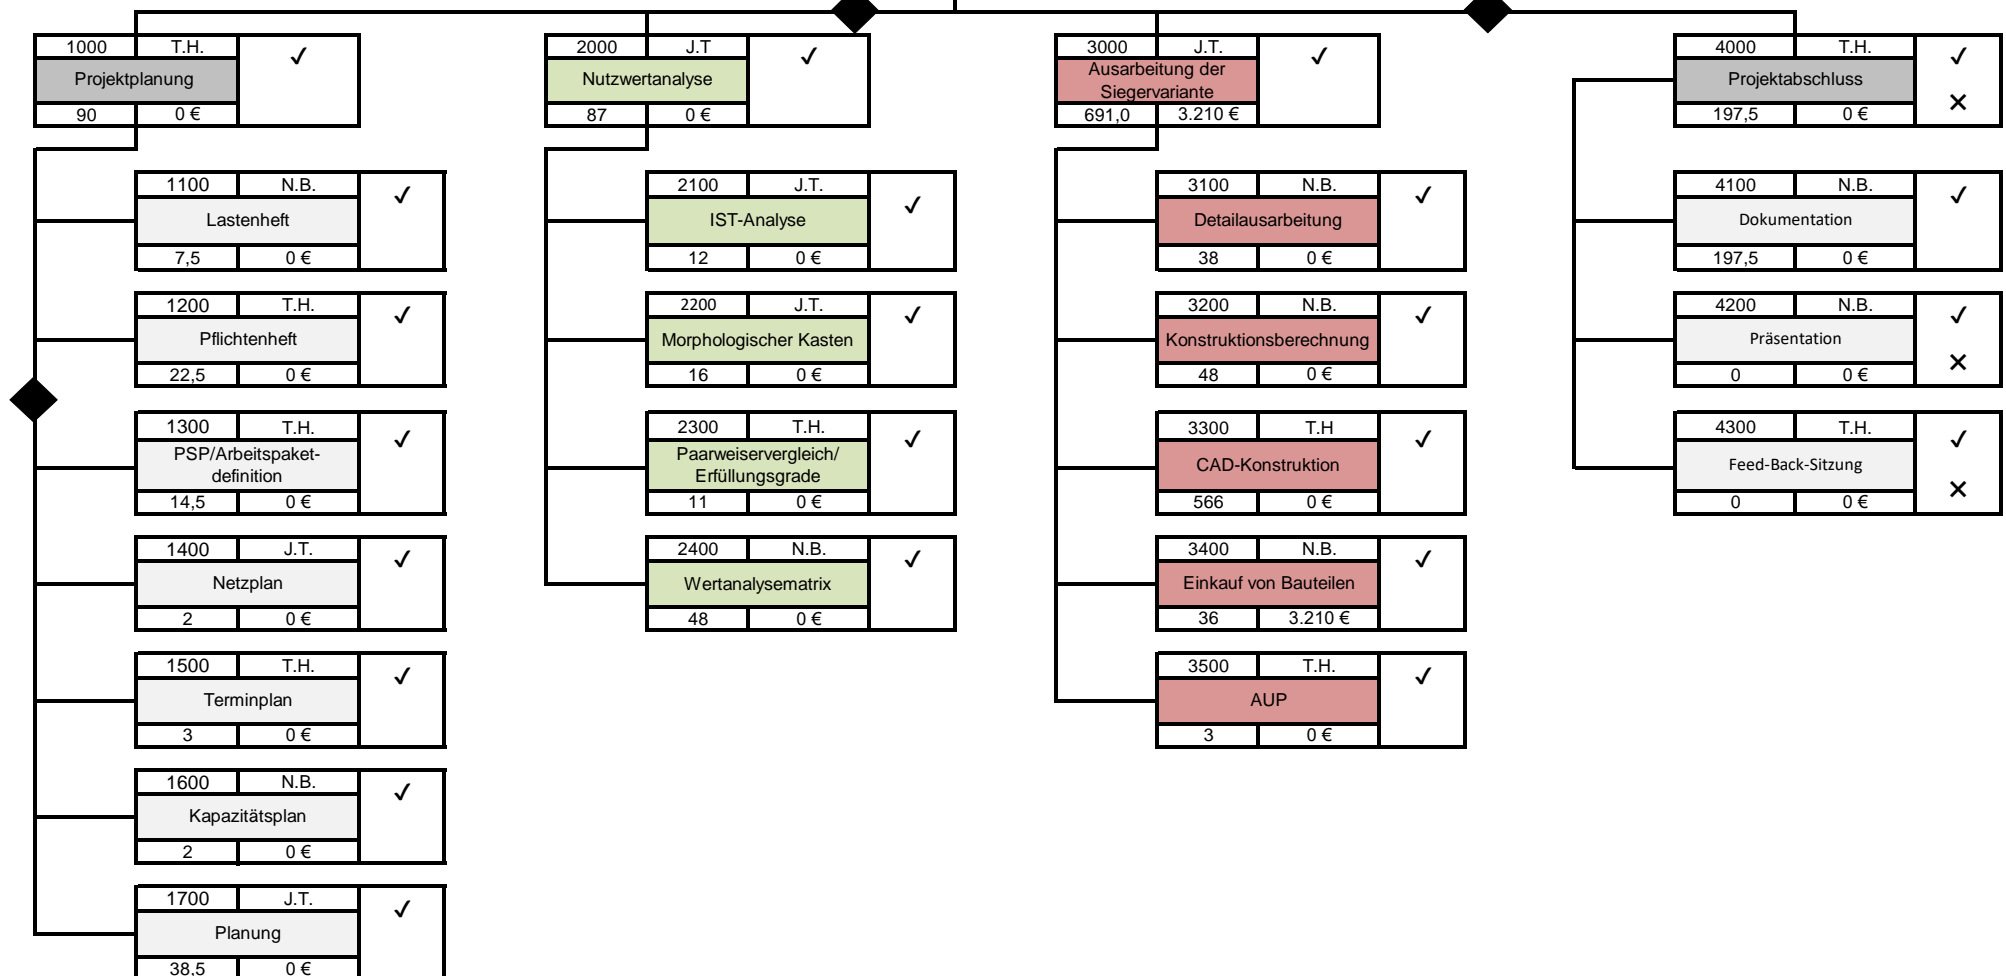 1000 T.H. ✓
Projektplanung
90 0 €
1100 N.B. ✓
Lastenheft
7,5 0 €
1200 T.H. ✓
Pflichtenheft
22,5 0 €
1300 T.H. ✓
PSP/Arbeitspaket-
definition
14,5 0 €
1400 J.T. ✓
Netzplan
2 0 €
1500 T.H. ✓
Terminplan
3 0 €
1600 N.B. ✓
Kapazitätsplan
2 0 €
1700 J.T. ✓
Planung
38,5 0 €
2000 J.T ✓
Nutzwertanalyse
87 0 €
2100 J.T. ✓
IST-Analyse
12 0 €
2200 J.T. ✓
Morphologischer Kasten
16 0 €
2300 T.H. ✓
Paarweiservergleich/
Erfüllungsgrade
11 0 €
2400 N.B. ✓
Wertanalysematrix
48 0 €
3000 J.T. ✓
Ausarbeitung der
Siegervariante
691,0 3.210 €
3100 N.B. ✓
Detailausarbeitung
38 0 €
3200 N.B. ✓
Konstruktionsberechnung
48 0 €
3300 T.H ✓
CAD-Konstruktion
566 0 €
3400 N.B. ✓
Einkauf von Bauteilen
36 3.210 €
3500 T.H. ✓
AUP
3 0 €
4000 T.H. ✓
Projektabschluss ×
197,5 0 €
4100 N.B. ✓
Dokumentation
197,5 0 €
4200 N.B. ✓
Präsentation ×
0 0 €
4300 T.H. ✓
Feed-Back-Sitzung ×
0 0 €